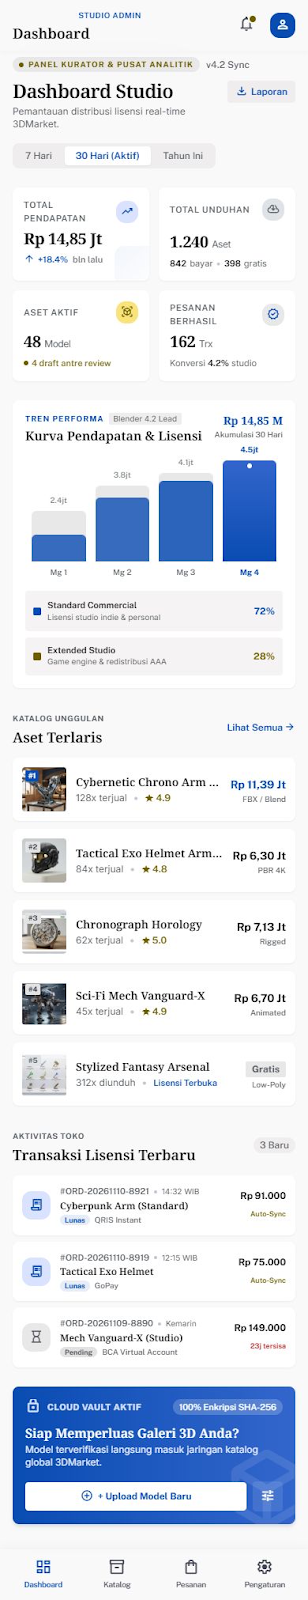 STUDIO ADMIN
Dashboard
PANEL KURATOR & PUSAT ANALITIK v4.2 Sync
Dashboard Studio
Laporan
Pemantauan distribusi lisensi real-time
3DMarket.
7 Hari 30 Hari (Aktif) Tahun Ini
TOTAL
PENDAPATAN
Rp 14,85 Jt
+18.4% bln lalu
TOTAL UNDUHAN
1.240 Aset
842 bayar • 398 gratis
ASET AKTIF
48 Model
4 draft antre review
PESANAN
BERHASIL
162 Trx
Konversi 4.2% studio
TREN PERFORMA Blender 4.2 Lead
Kurva Pendapatan & Lisensi
Rp 14,85 M
Akumulasi 30 Hari
2.4jt 3.8jt 4.1jt 4.5jt
Mg 1 Mg 2 Mg 3 Mg 4
Standard Commercial
Lisensi studio indie & personal
72%
Extended Studio
Game engine & redistribusi AAA
28%
KATALOG UNGGULAN
Aset Terlaris
Lihat Semua →
#1
Cybernetic Chrono Arm ...
128x terjual • ★ 4.9
Rp 11,39 Jt
FBX / Blend
#2
Tactical Exo Helmet Arm...
84x terjual • ★ 4.8
Rp 6,30 Jt
PBR 4K
#3
Chronograph Horology
62x terjual • ★ 5.0
Rp 7,13 Jt
Rigged
#4
Sci-Fi Mech Vanguard-X
45x terjual • ★ 4.9
Rp 6,70 Jt
Animated
#5
Stylized Fantasy Arsenal
312x diunduh • Lisensi Terbuka
Gratis
Low-Poly
AKTIVITAS TOKO
Transaksi Lisensi Terbaru
3 Baru
#ORD-20261110-8921 • 14:32 WIB
Cyberpunk Arm (Standard)
Lunas QRIS Instant
Rp 91.000
Auto-Sync
#ORD-20261110-8919 • 12:15 WIB
Tactical Exo Helmet
Lunas GoPay
Rp 75.000
Auto-Sync
#ORD-20261109-8890 • Kemarin
Mech Vanguard-X (Studio)
Pending BCA Virtual Account
Rp 149.000
23j tersisa
CLOUD VAULT AKTIF 100% Enkripsi SHA-256
Siap Memperluas Galeri 3D Anda?
Model terverifikasi langsung masuk jaringan katalog
global 3DMarket.
+ Upload Model Baru
Dashboard Katalog Pesanan Pengaturan